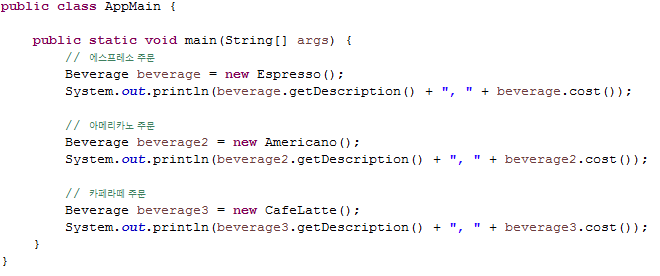 public class AppMain {
public static void main(String[] args) {
// 에스프레소 주문
Beverage beverage = new Espresso();
System.out.println(beverage.getDescription() + ", " + beverage.cost());
// 아메리카노 주문
Beverage beverage2 = new Americano();
System.out.println(beverage2.getDescription() + ", " + beverage2.cost());
// 카페라떼 주문
Beverage beverage3 = new CafeLatte();
System.out.println(beverage3.getDescription() + ", " + beverage3.cost());
}
}